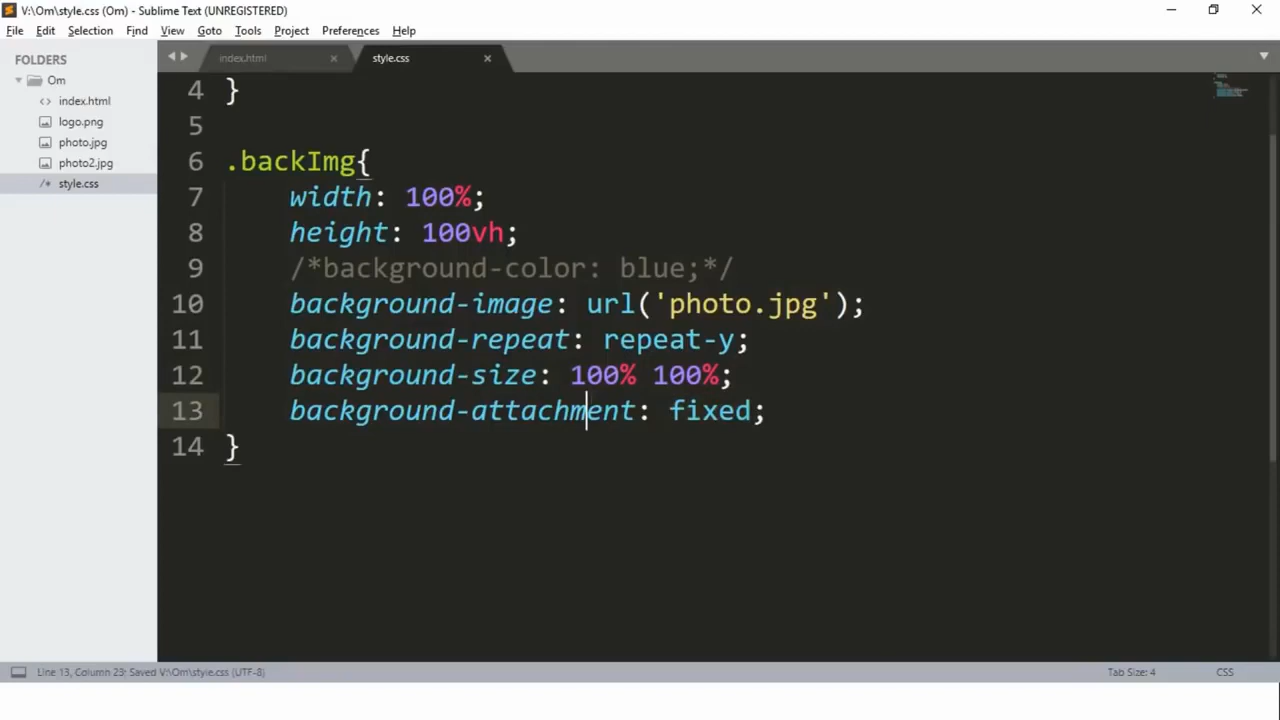 V:\Om\style.css (Om) - Sublime Text (UNREGISTERED)
File Edit Selection Find View Goto Tools Project Preferences Help
FOLDERS
Om
index.html
logo.png
photo.jpg
photo2.jpg
style.css
index.html
style.css
4 }
5
6 .backImg{
7 width: 100%;
8 height: 100vh;
9 /*background-color: blue;*/
10 background-image: url('photo.jpg');
11 background-repeat: repeat-y;
12 background-size: 100% 100%;
13 background-attachment: fixed;
14 }
Line 13, Column 23; Saved V:\Om\style.css (UTF-8)
Tab Size: 4
CSS